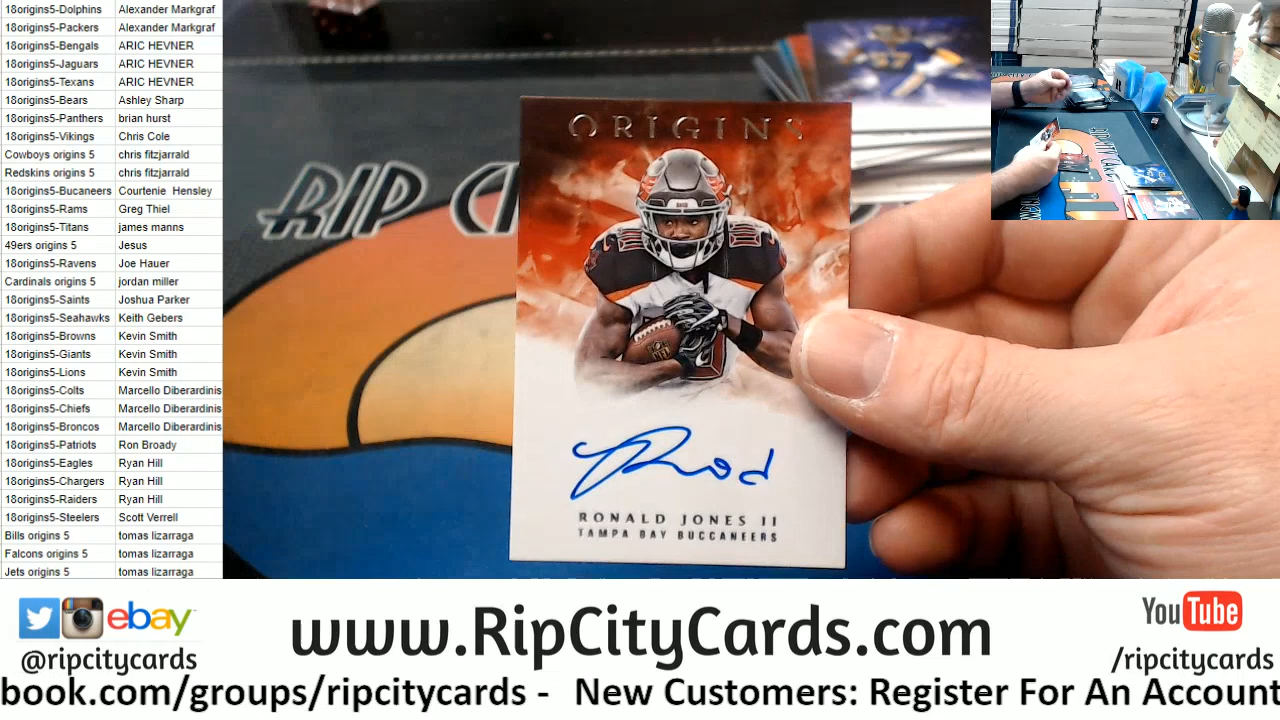 18origins5-Dolphins Alexander Markgraf
18origins5-Packers Alexander Markgraf
18origins5-Bengals ARIC HEVNER
18origins5-Jaguars ARIC HEVNER
18origins5-Texans ARIC HEVNER
18origins5-Bears Ashley Sharp
18origins5-Panthers brian hurst
18origins5-Vikings Chris Cole
Cowboys origins 5 chris fitzjarrald
Redskins origins 5 chris fitzjarrald
18origins5-Bucaneers Courtenie Hensley
18origins5-Rams Greg Thiel
18origins5-Titans james manns
49ers origins 5 Jesus
18origins5-Ravens Joe Hauer
Cardinals origins 5 jordan miller
18origins5-Saints Joshua Parker
18origins5-Seahawks Keith Gebers
18origins5-Browns Kevin Smith
18origins5-Giants Kevin Smith
18origins5-Lions Kevin Smith
18origins5-Colts Marcello Diberardinis
18origins5-Chiefs Marcello Diberardinis
18origins5-Broncos Marcello Diberardinis
18origins5-Patriots Ron Broady
18origins5-Eagles Ryan Hill
18origins5-Chargers Ryan Hill
18origins5-Raiders Ryan Hill
18origins5-Steelers Scott Verrell
Bills origins 5 tomas lizarraga
Falcons origins 5 tomas lizarraga
Jets origins 5 tomas lizarraga
RIP
ORIGINS
RONALD JONES II
TAMPA BAY BUCCANEERS
ebay
@ripcitycards
www.RipCityCards.com
YouTube
/ripcitycards
book.com/groups/ripcitycards - New Customers: Register For An Account